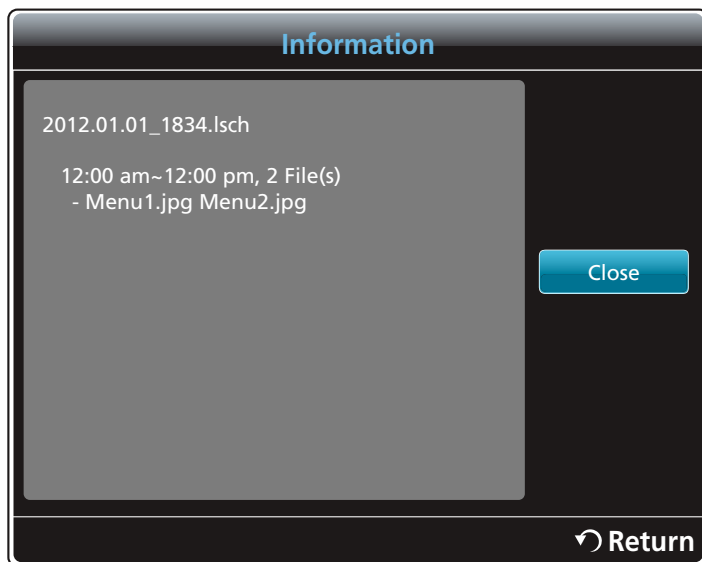 Information
2012.01.01_1834.lsch
12:00 am~12:00 pm, 2 File(s)
- Menu1.jpg Menu2.jpg
Close
Return